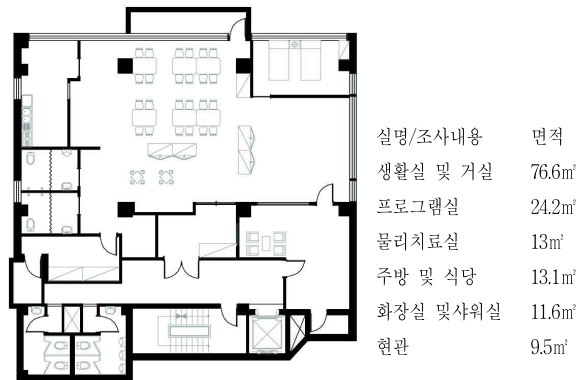 실명/조사내용 면적
생활실 및 거실 76.6㎡
프로그램실 24.2㎡
물리치료실 13㎡
주방 및 식당 13.1㎡
화장실 및샤워실 11.6㎡
현관 9.5㎡